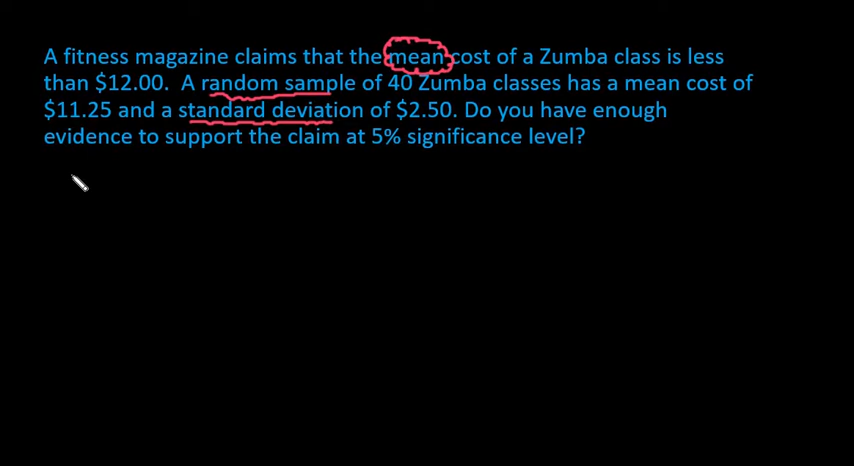 A fitness magazine claims that the mean cost of a Zumba class is less
than $12.00. A random sample of 40 Zumba classes has a mean cost of
$11.25 and a standard deviation of $2.50. Do you have enough
evidence to support the claim at 5% significance level?